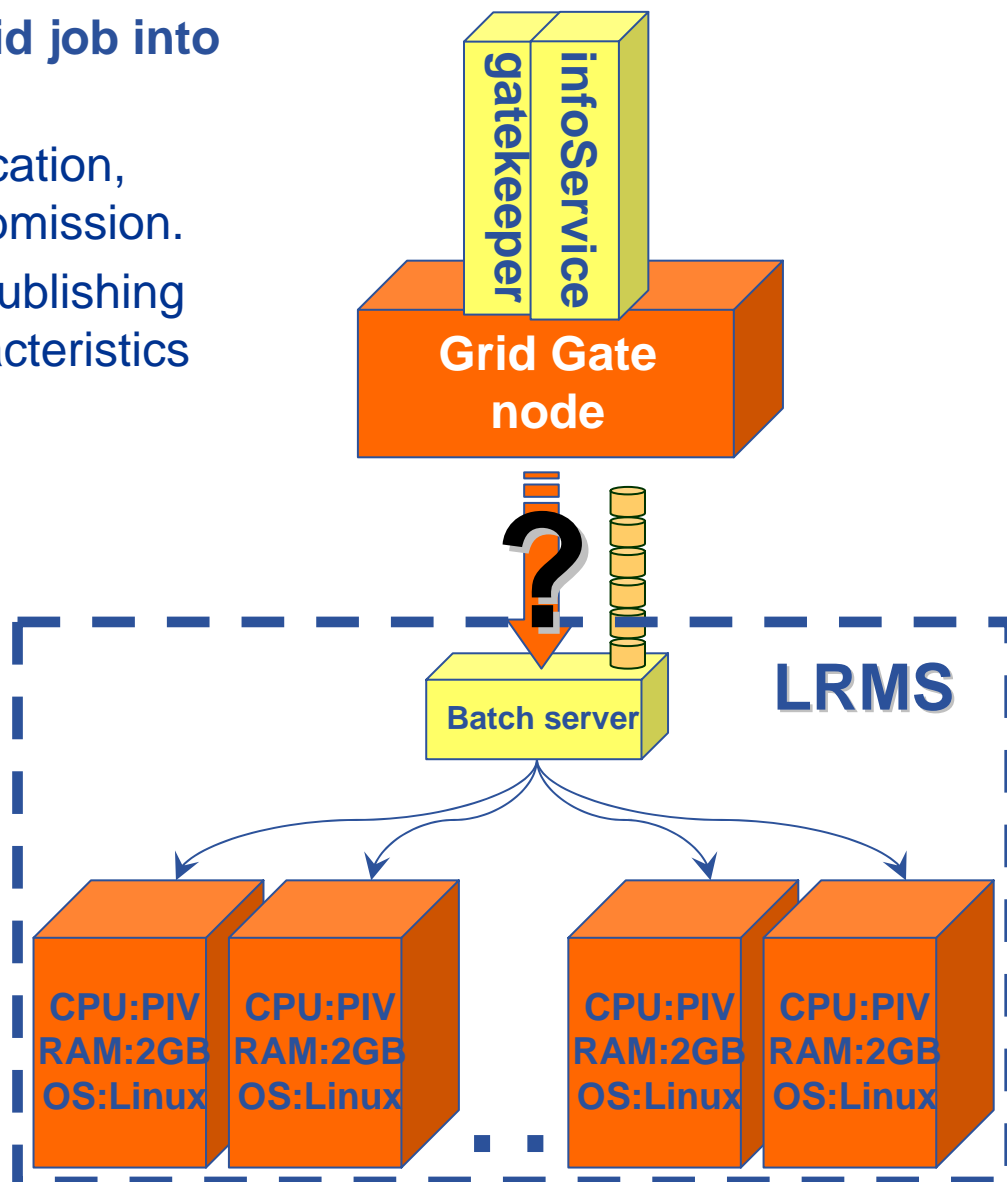 id job into
cation,
omission.
ublishing
acteristics
gatekeeper
infoService
Grid Gate
node
?
LRMS
Batch server
CPU:PIV
RAM:2GB
OS:Linux
CPU:PIV
RAM:2GB
OS:Linux
. .
CPU:PIV
RAM:2GB
OS:Linux
CPU:PIV
RAM:2GB
OS:Linux